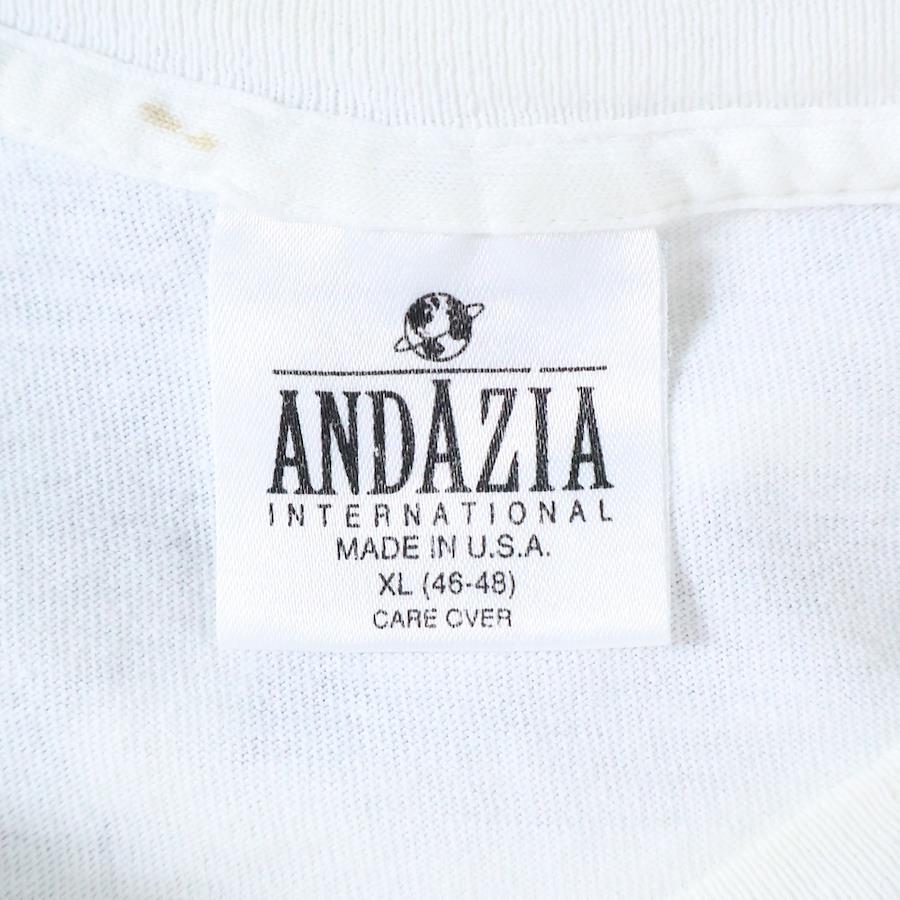 ANDAZIA
INTERNATIONAL
MADE IN U.S.A.
XL (46-48)
CARE OVER